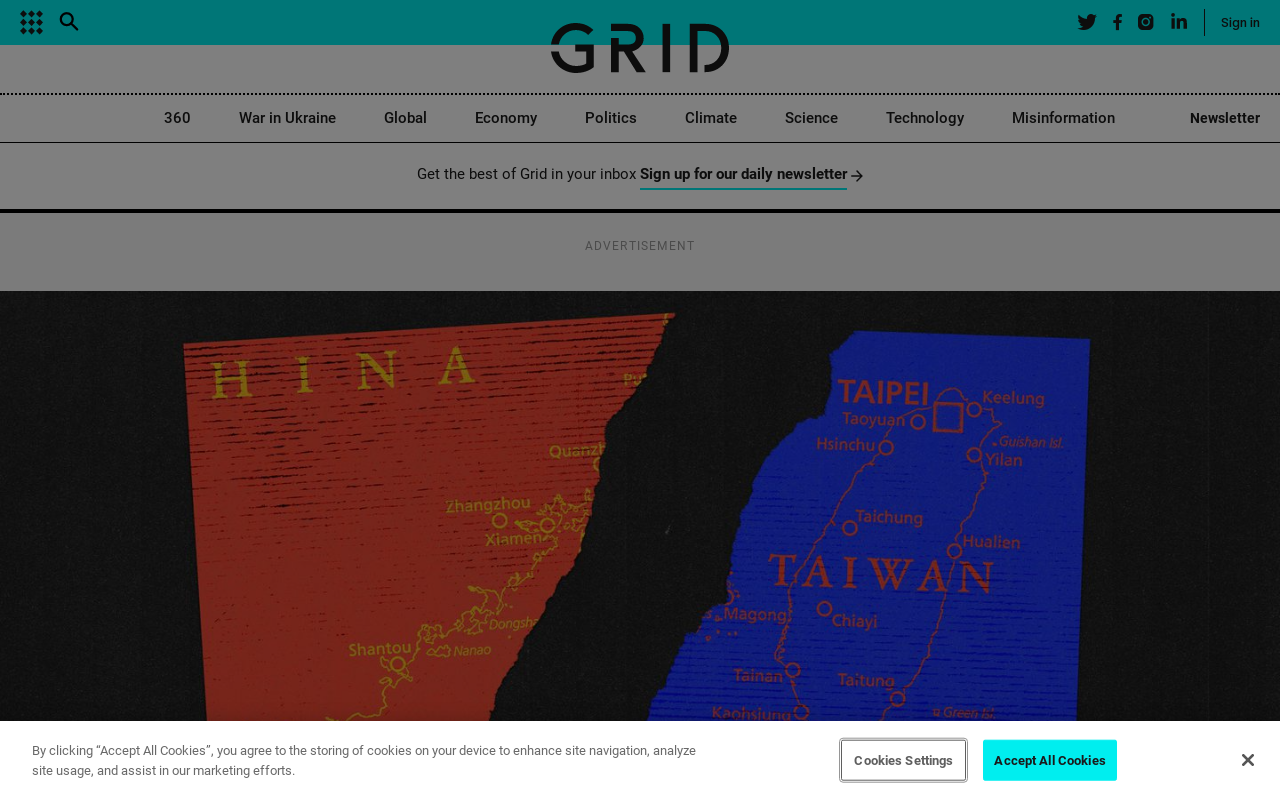 GRID
Sign in
360 War in Ukraine Global Economy Politics Climate Science Technology Misinformation Newsletter
Get the best of Grid in your inbox Sign up for our daily newsletter
ADVERTISEMENT
HINA
Pu
Quanzh
Zhangzhou
Xiamen
Dongsha
Shantou
Nanao
TAIPEI
Keelung
Taoyuan
Hsinchu
Guishan Isl.
Yilan
Taichung
Hualien
TAIWAN
Magong
Chiayi
Tainan
Taitung
Kaohsiung
Green Isl.
By clicking “Accept All Cookies”, you agree to the storing of cookies on your device to enhance site navigation, analyze
site usage, and assist in our marketing efforts.
Cookies Settings
Accept All Cookies